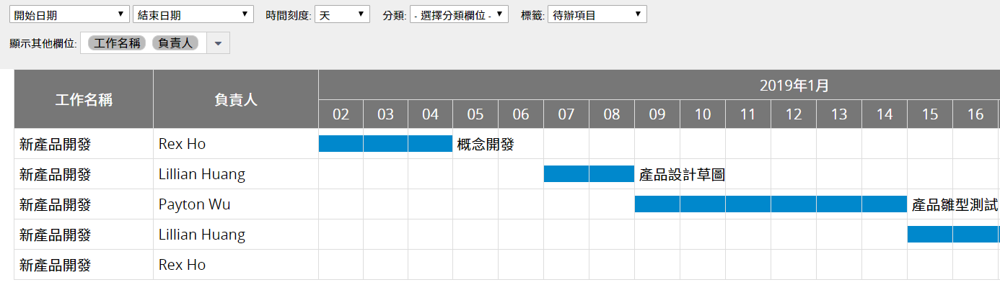 開始日期 結束日期 時間刻度: 天 分類: - 選擇分類欄位 - 標籤: 待辦項目
顯示其他欄位: 工作名稱 負責人
工作名稱 負責人 2019年1月
02 03 04 05 06 07 08 09 10 11 12 13 14 15 16
新產品開發 Rex Ho 概念開發
新產品開發 Lillian Huang 產品設計草圖
新產品開發 Payton Wu 產品雛型測試
新產品開發 Lillian Huang
新產品開發 Rex Ho